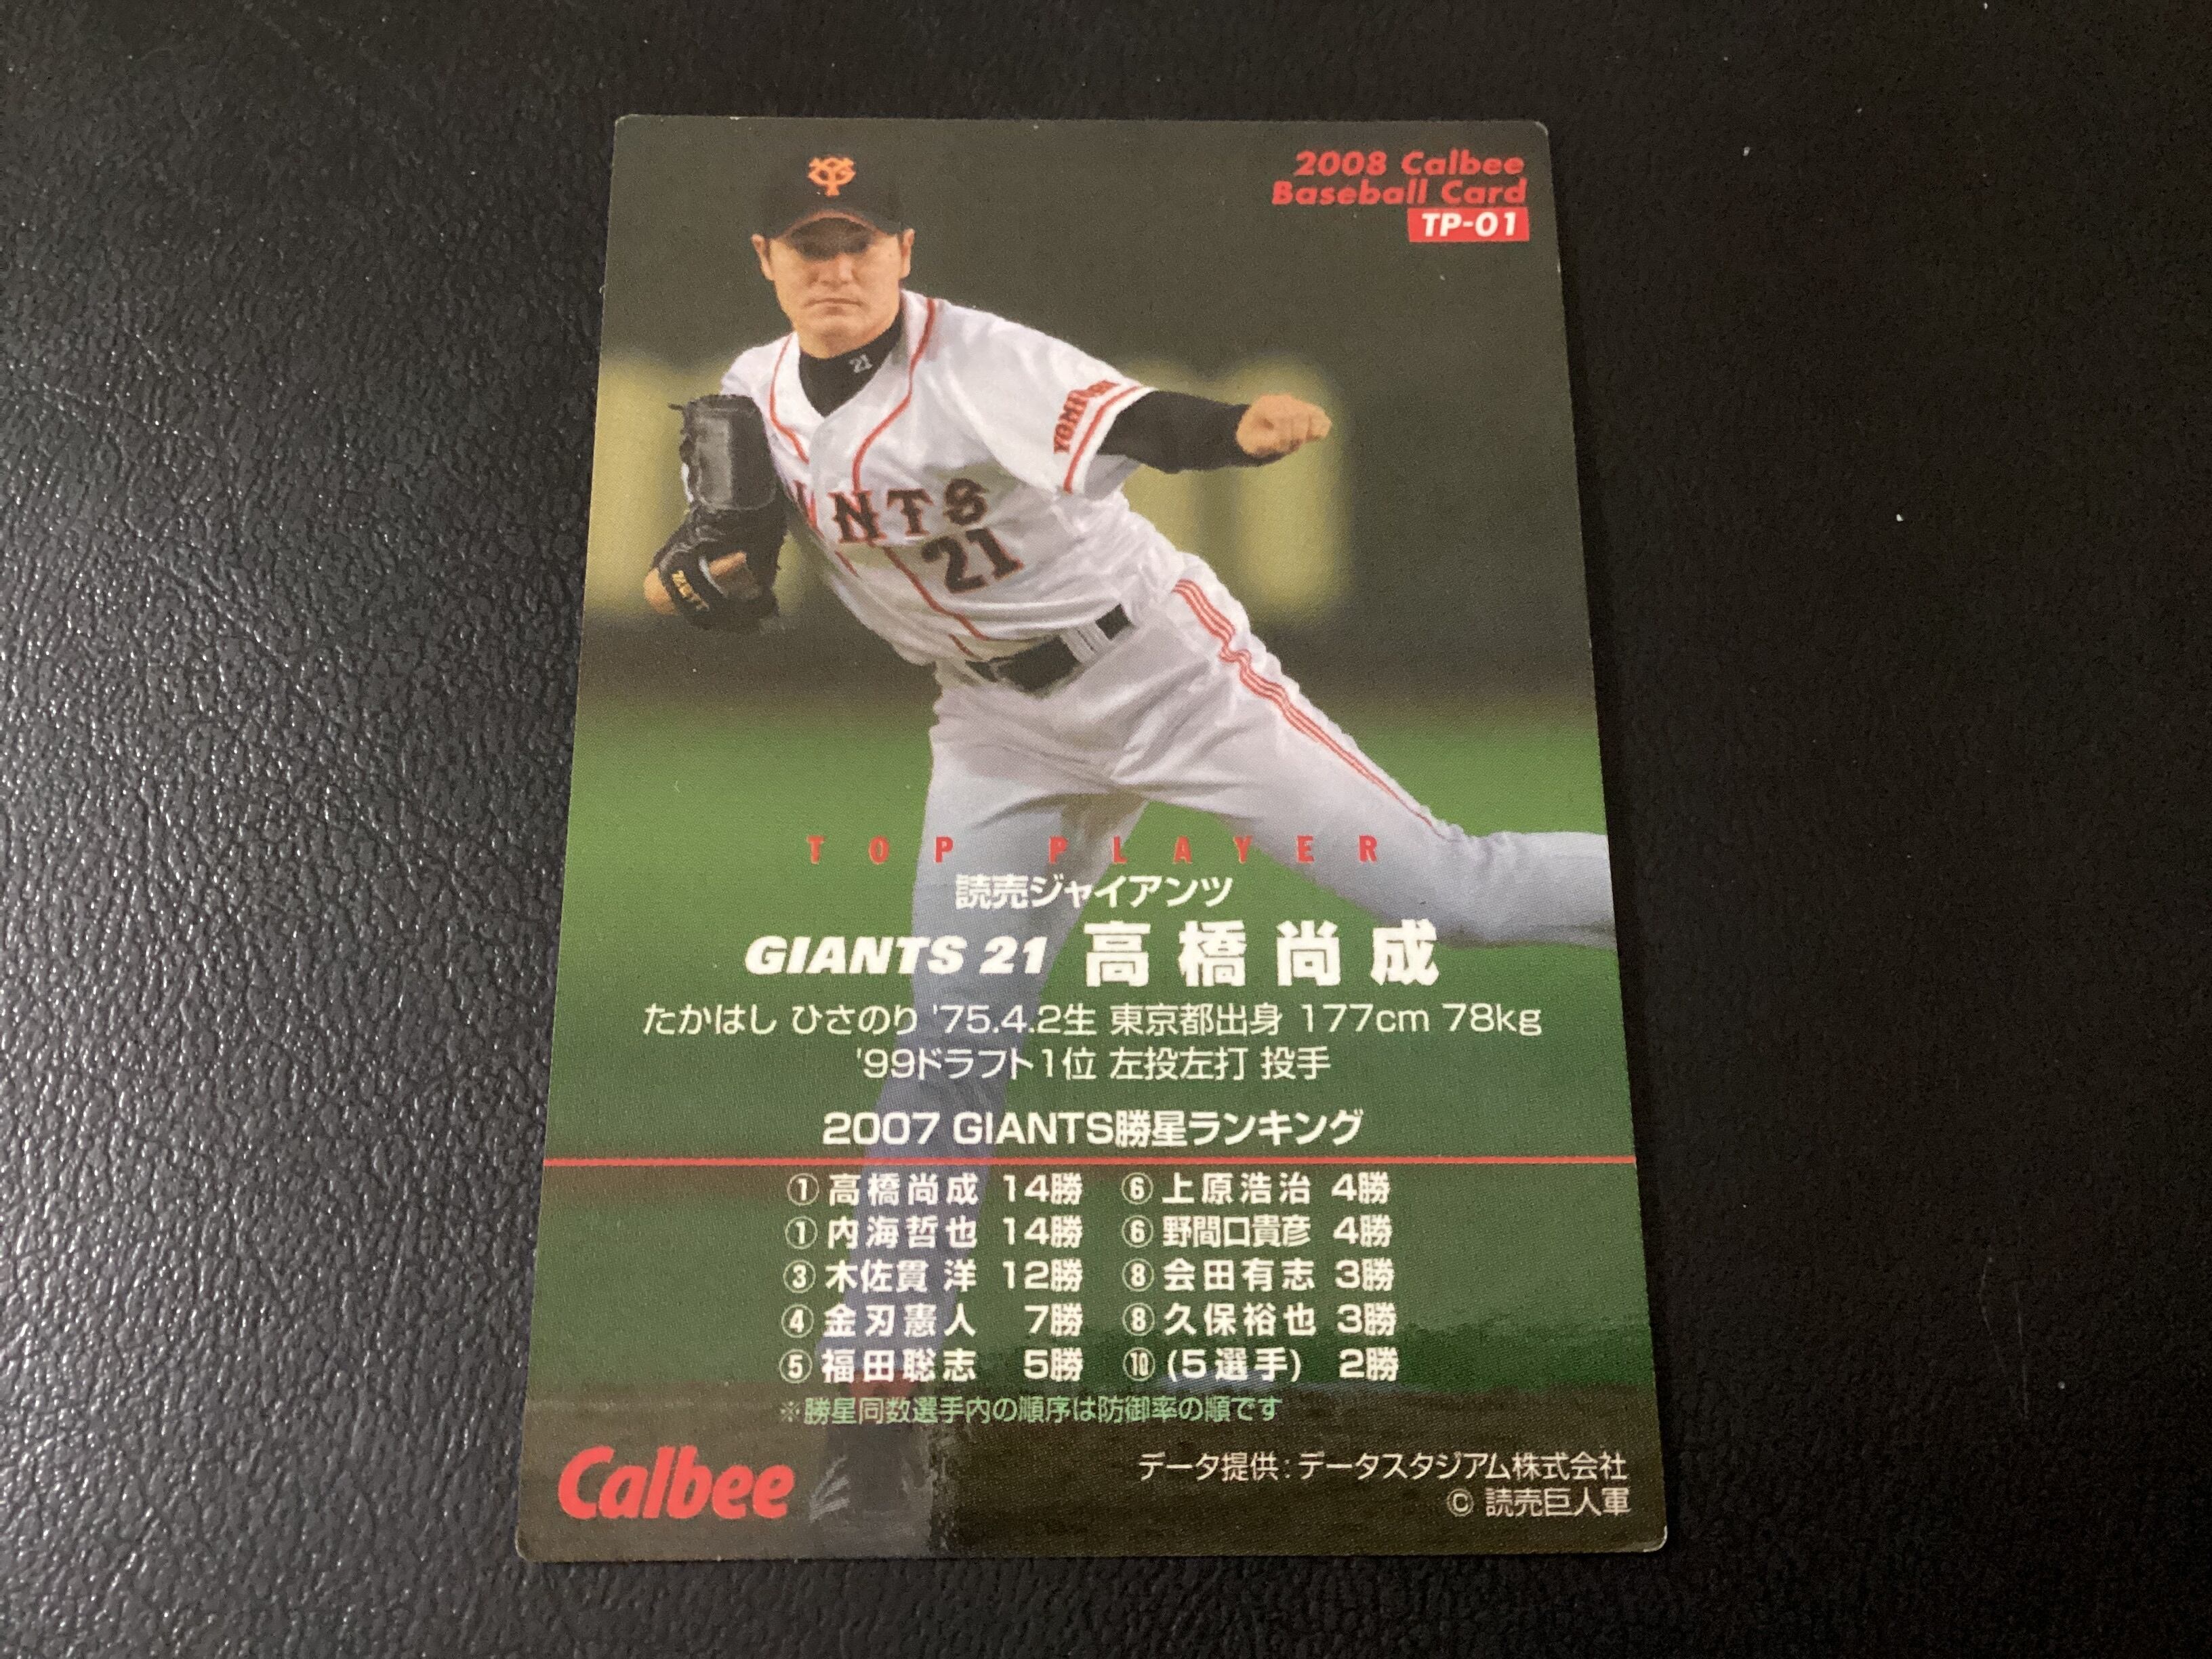 2008 Calbee
Baseball Card
TP-01
21
YOMIURI
NTS
21
TOP PLAYER
読売ジャイアンツ
GIANTS 21 高橋尚成
たかはし ひさのり '75.4.2生 東京都出身 177cm 78kg
'99ドラフト1位 左投左打 投手
2007 GIANTS勝星ランキング
① 高橋尚成 14勝 ⑥ 上原浩治 4勝
① 内海哲也 14勝 ⑥ 野間口貴彦 4勝
③ 木佐貫 洋 12勝 ⑧ 会田有志 3勝
④ 金刃憲人 7勝 ⑧ 久保裕也 3勝
⑤ 福田聡志 5勝 ⑩ (5選手) 2勝
※勝星同数選手内の順序は防御率の順です
Calbee
データ提供:データスタジアム株式会社
© 読売巨人軍